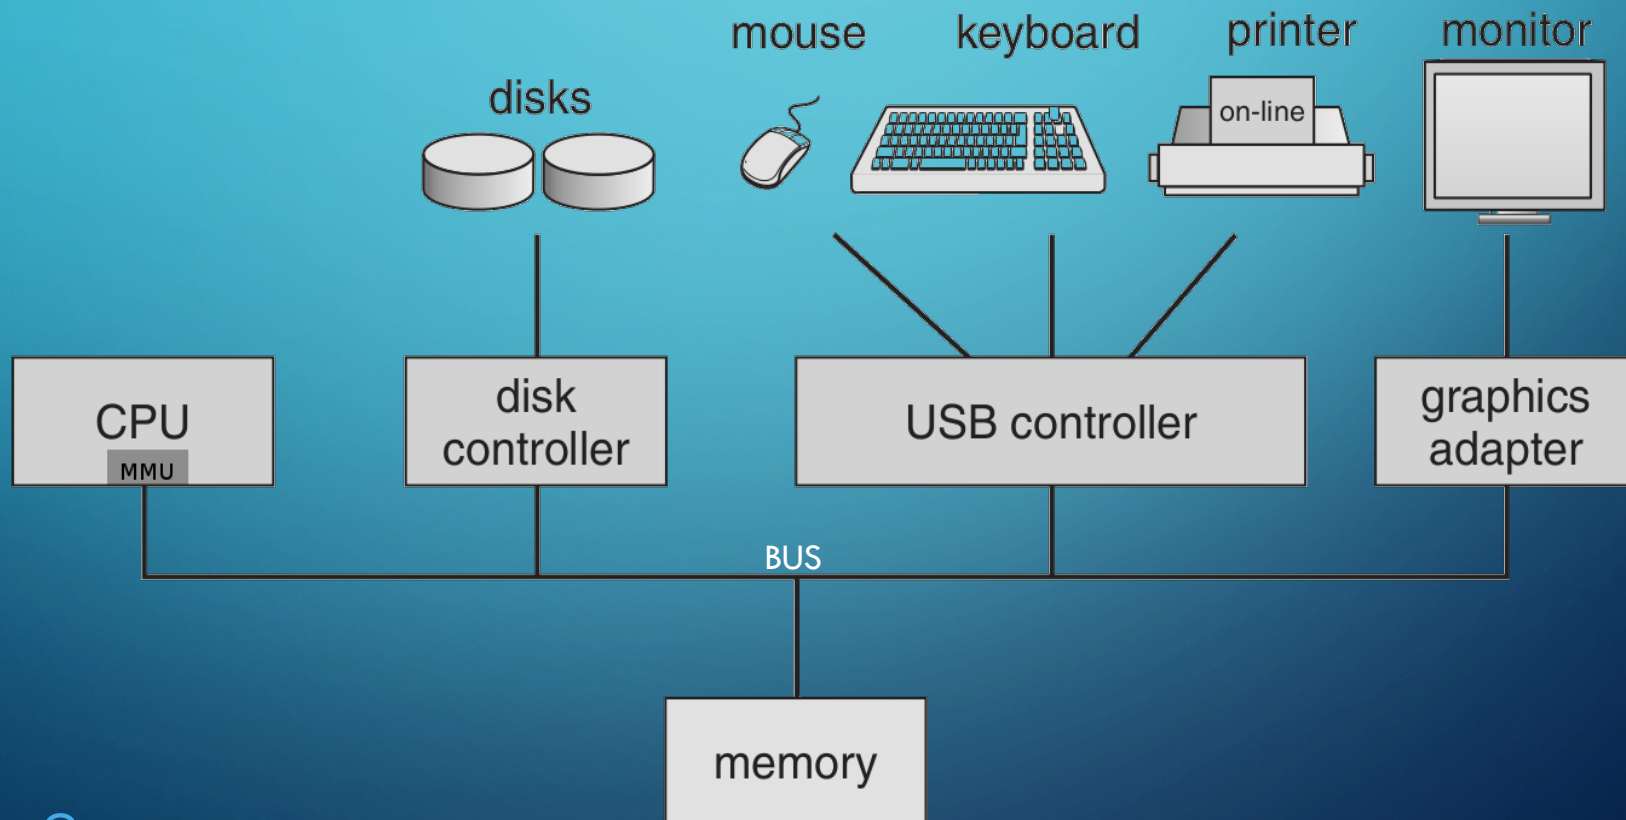 mouse
keyboard
printer
monitor
disks
on-line
CPU
MMU
disk
controller
USB controller
graphics
adapter
BUS
memory